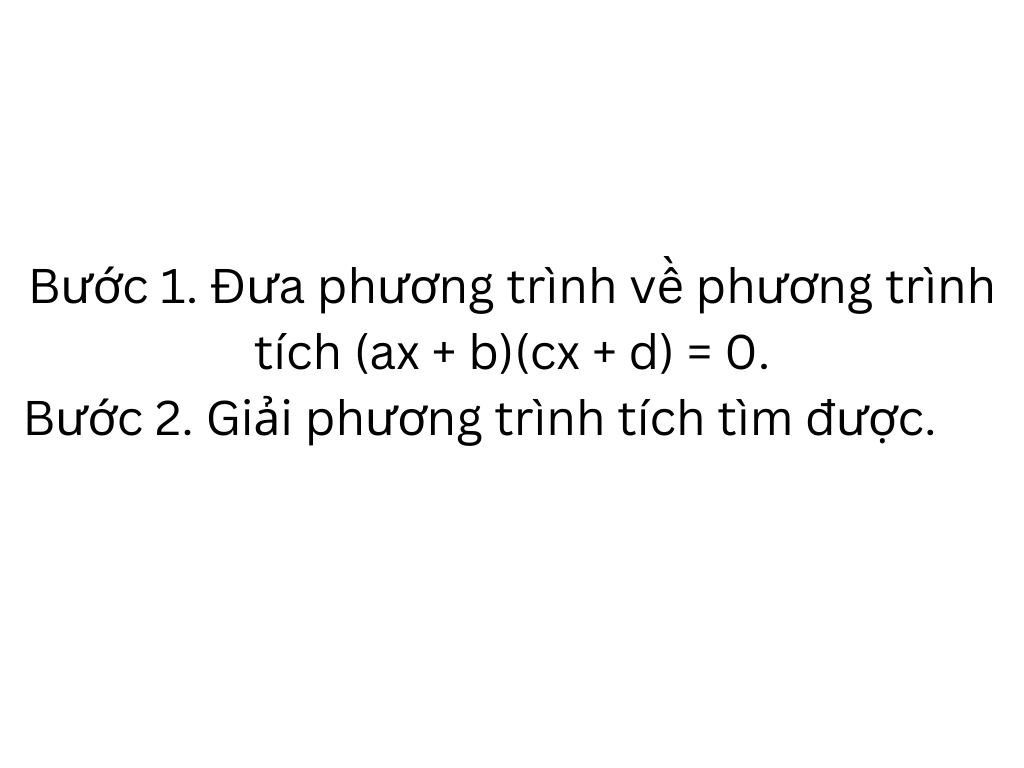 Bước 1. Đưa phương trình về phương trình
tích (ax + b)(cx + d) = 0.
Bước 2. Giải phương trình tích tìm được.